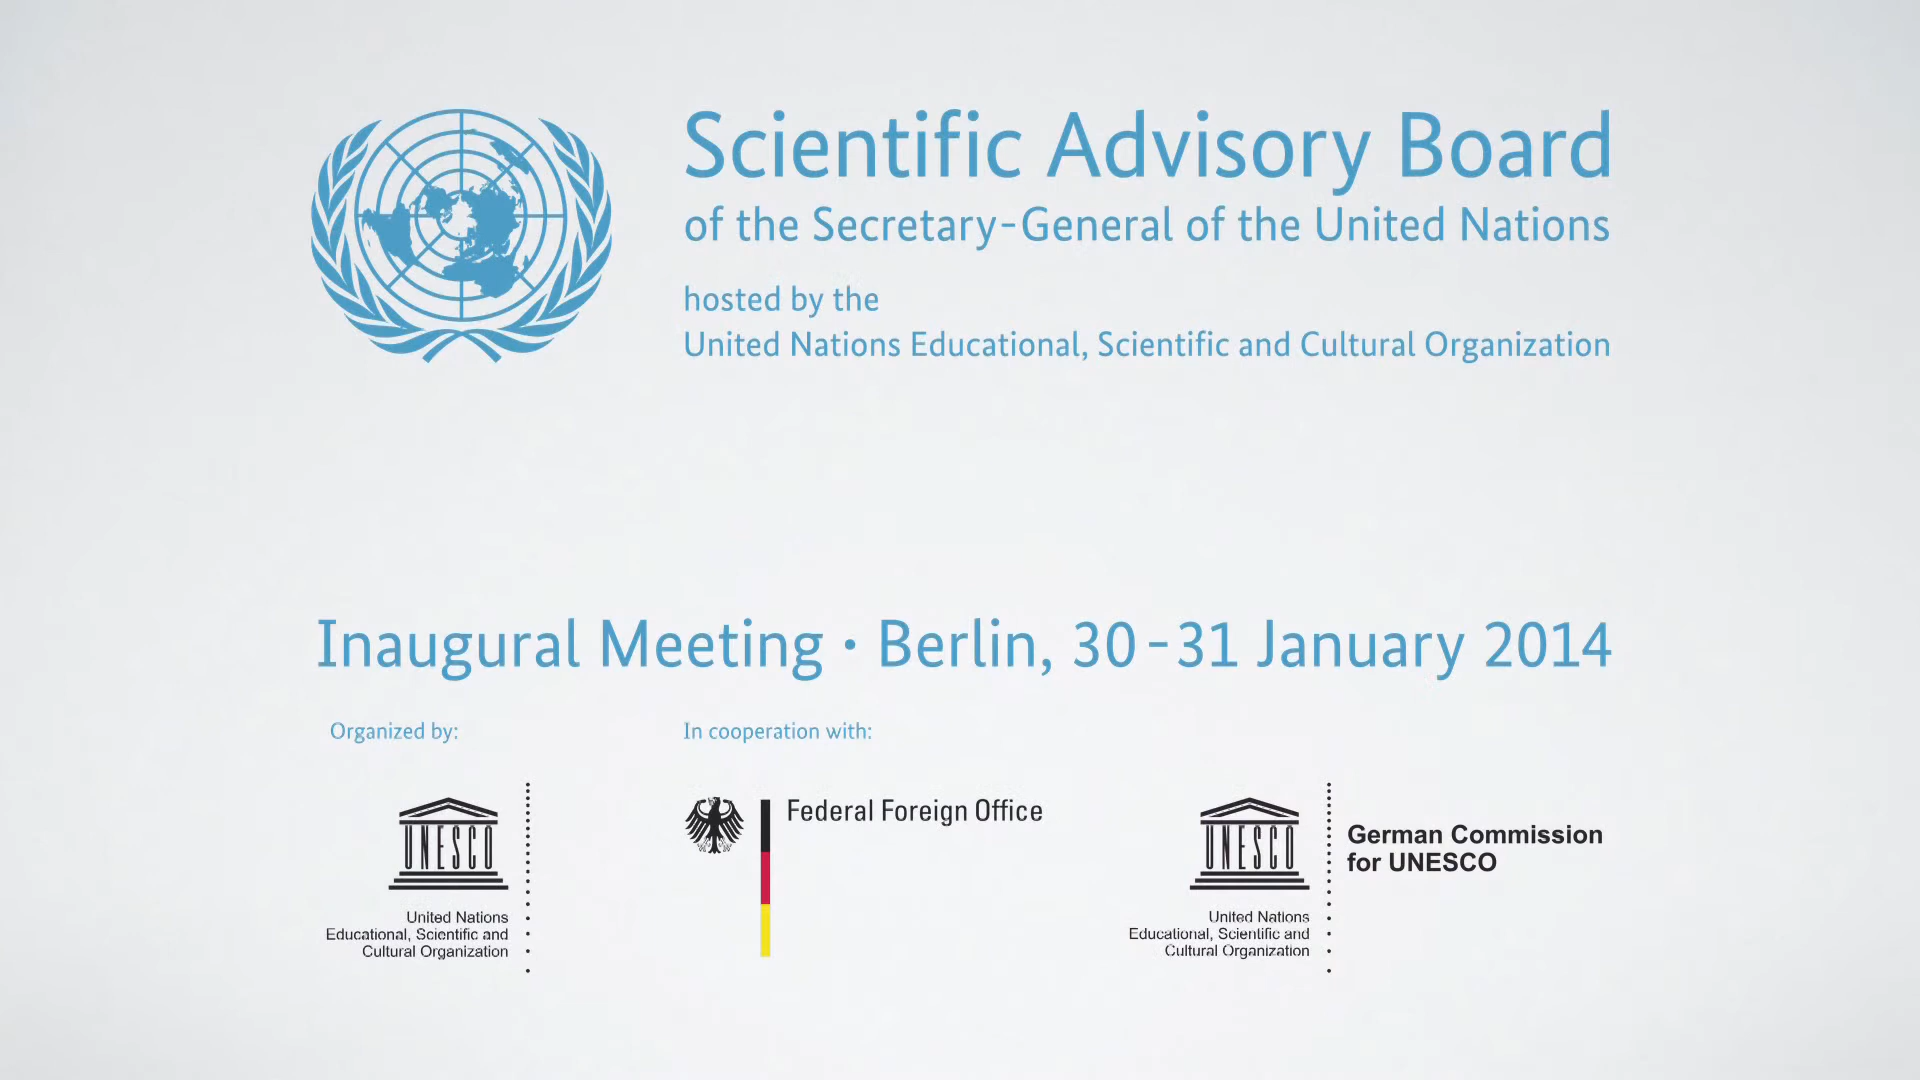 Scientific Advisory Board
of the Secretary-General of the United Nations
hosted by the
United Nations Educational, Scientific and Cultural Organization
Inaugural Meeting · Berlin, 30-31 January 2014
Organized by:
In cooperation with:
UNESCO
United Nations
Educational, Scientific and
Cultural Organization
Federal Foreign Office
UNESCO
United Nations
Educational, Scientific and
Cultural Organization
German Commission
for UNESCO